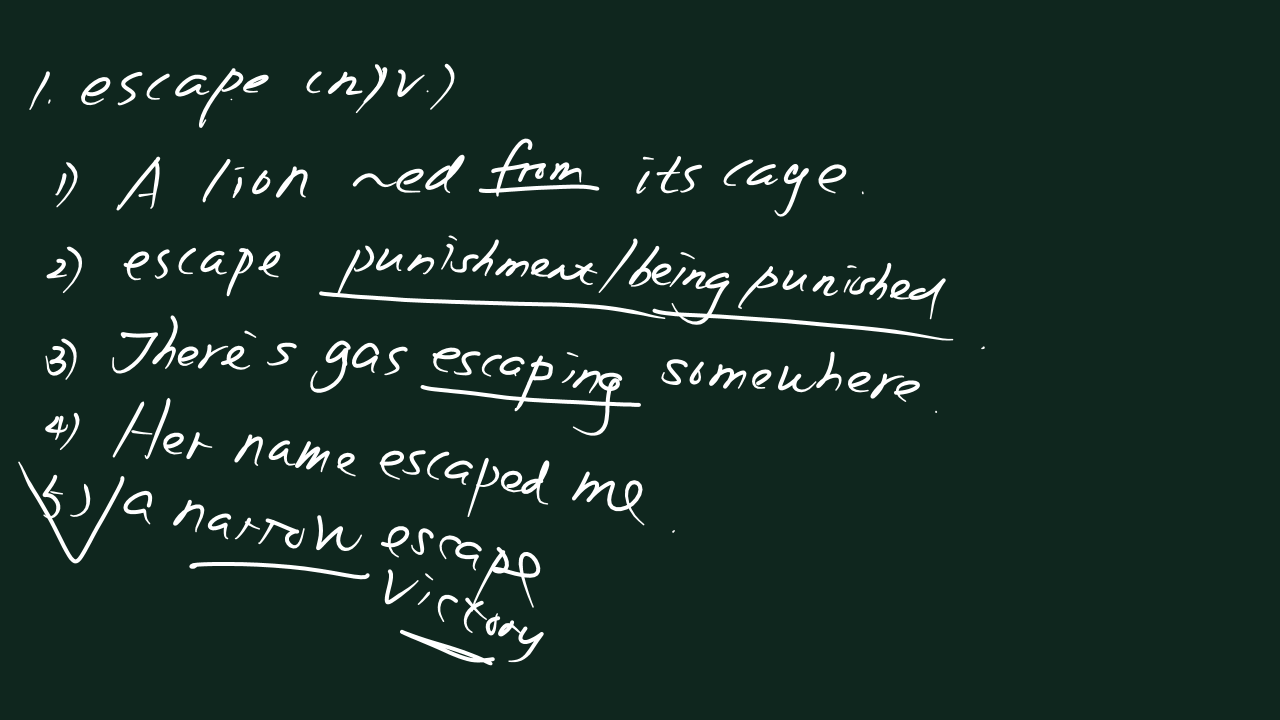 1. escape (n)(v.)
1) A lion ~ed from its cage.
2) escape punishment/being punished.
3) There's gas escaping somewhere.
4) Her name escaped me.
5) a narrow escape
victory